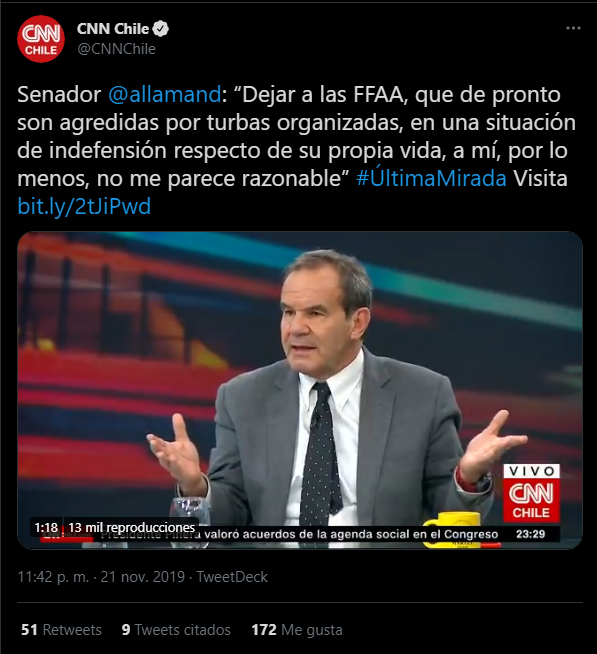 CNN Chile
@CNNChile
Senador @allamand: “Dejar a las FFAA, que de pronto
son agredidas por turbas organizadas, en una situación
de indefensión respecto de su propia vida, a mí, por lo
menos, no me parece razonable” #ÚltimaMirada Visita
bit.ly/2tJiPwd
CNN
CHILE
VIVO
CNN
CHILE
1:18 13 mil reproducciones
Presidente Piñera valoró acuerdos de la agenda social en el Congreso 23:29
11:42 p. m. · 21 nov. 2019 · TweetDeck
51 Retweets 9 Tweets citados 172 Me gusta